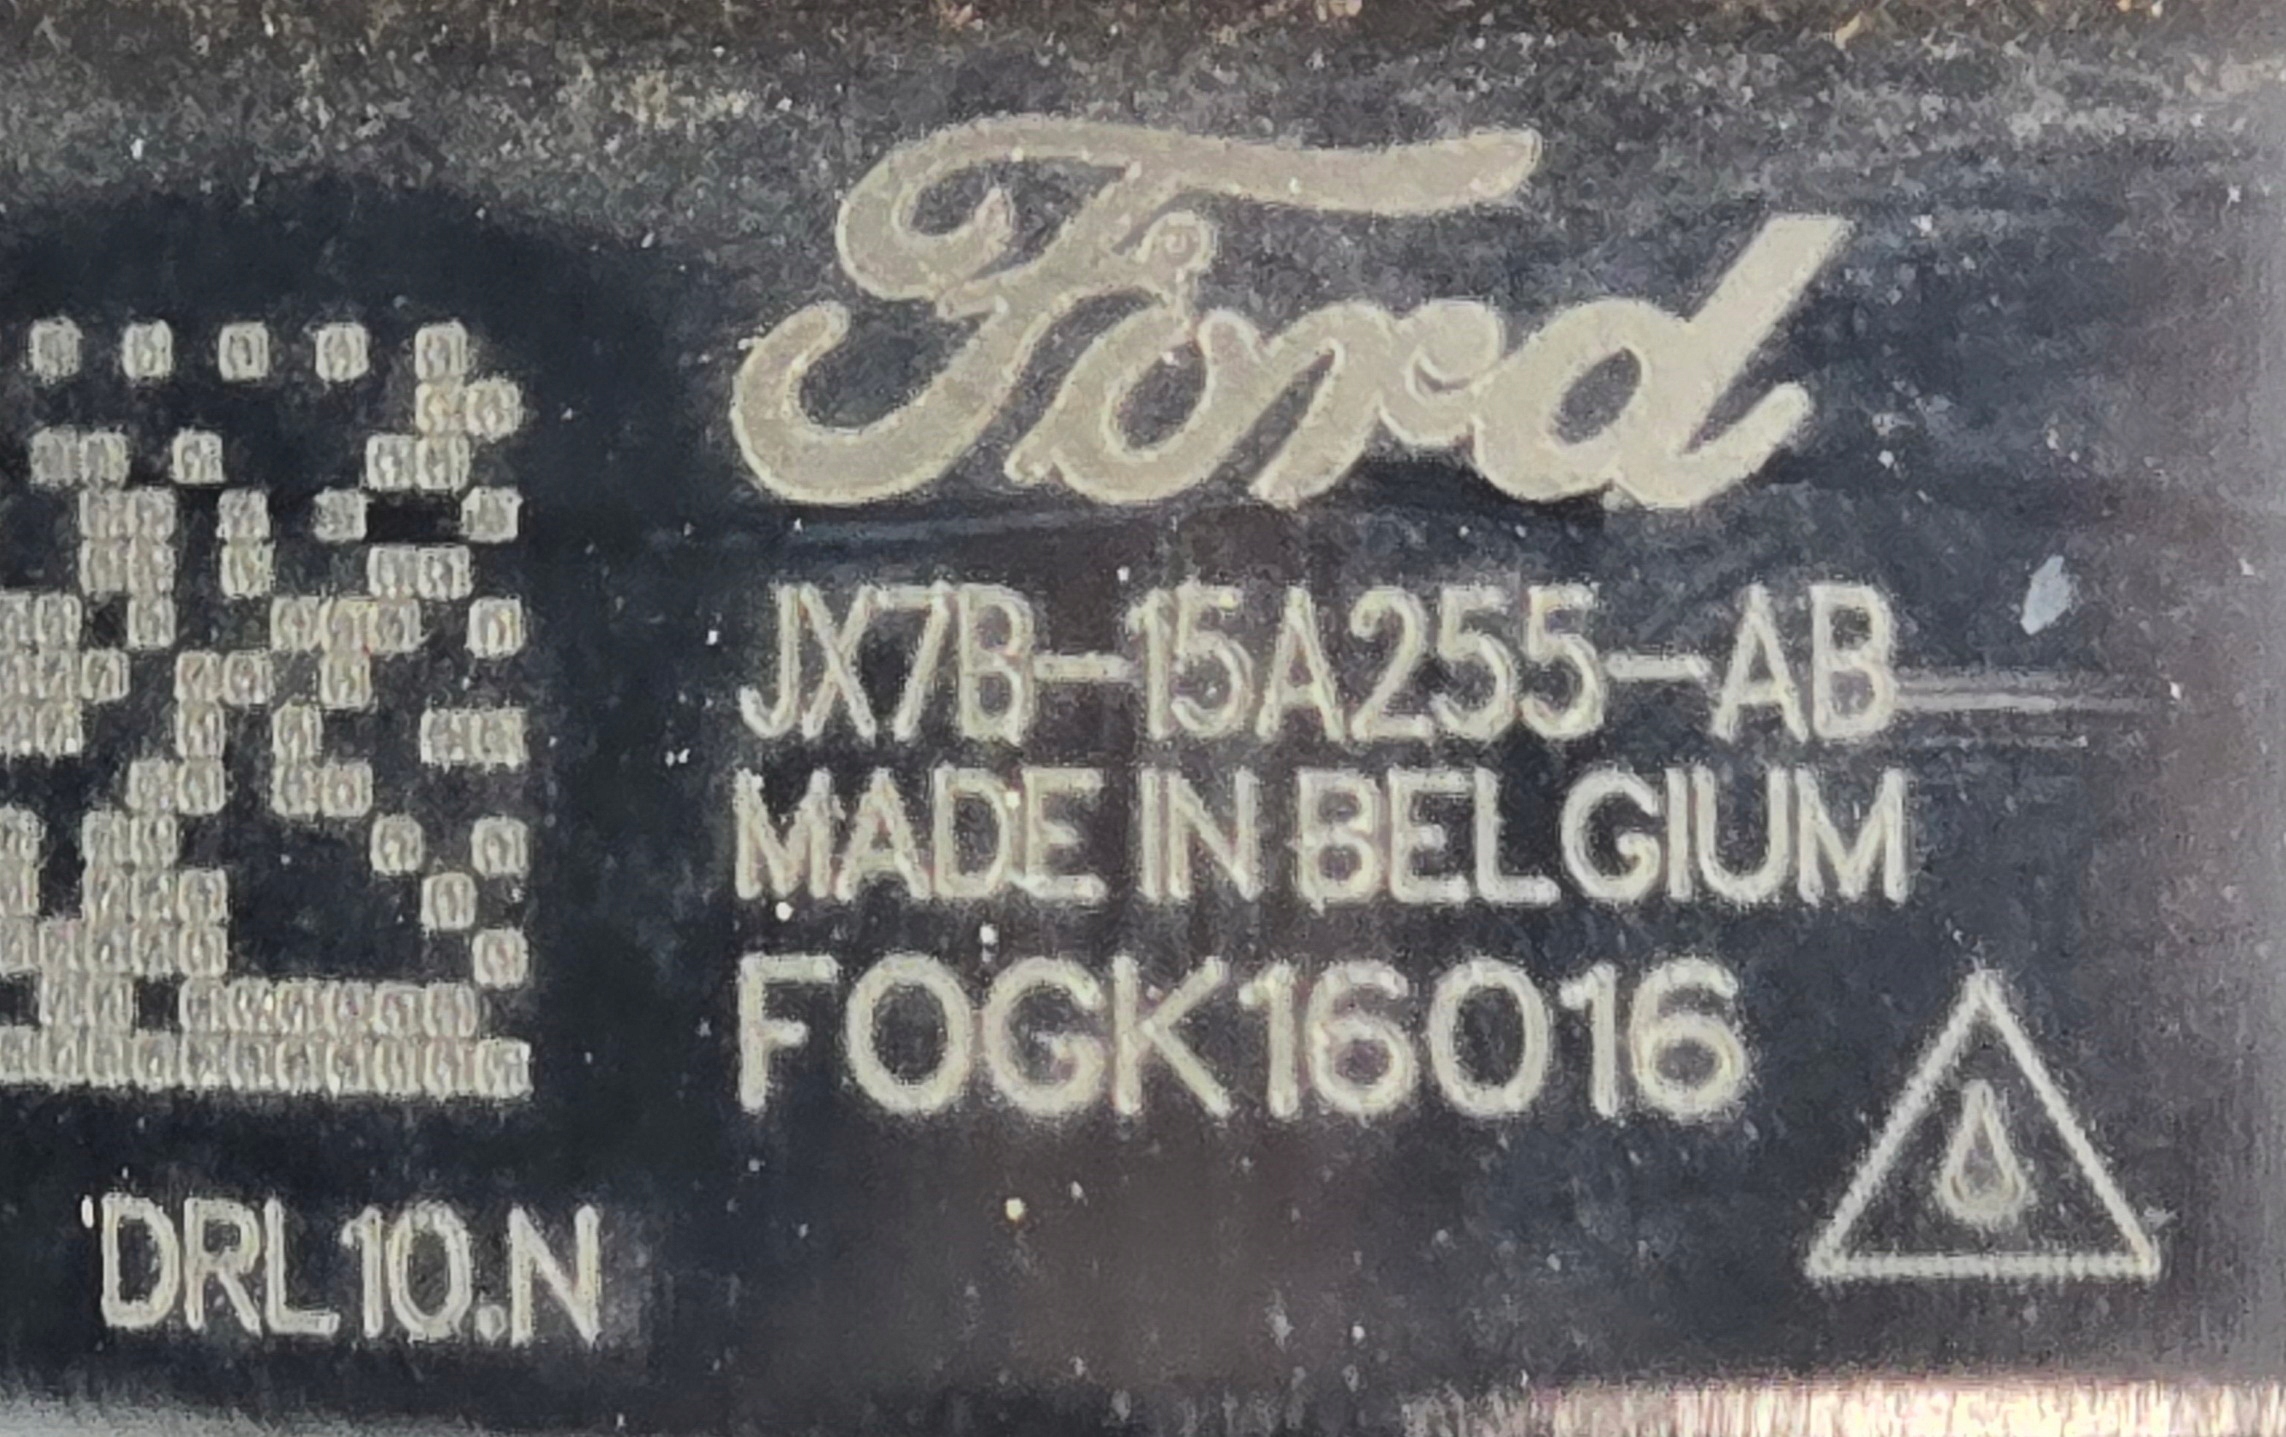 Ford
JX7B-15A255-AB
MADE IN BELGIUM
FOGK16016
DRL10.N